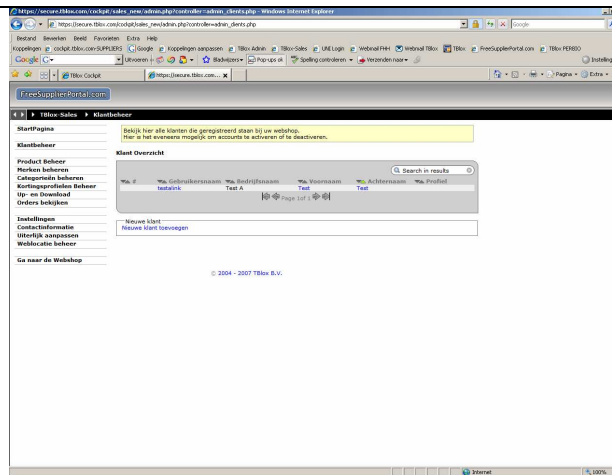 https://secure.tblox.com/cockpit/sales_new/admin.php?controller=admin_clients.php - Windows Internet Explorer
https://secure.tblox.com/cockpit/sales_new/admin.php?controller=admin_clients.php
Google
Bestand Bewerken Beeld Favorieten Extra Help
Koppelingen cockpit.tblox.com-SUPPLIERS Google Koppelingen aanpassen TBlox Admin TBlox-Sales UNI Login Webmail FHH Webmail TBlox TBlox FreeSupplierPortal.com TBlox PERBIO
Google G Uitvoeren Bladwijzers Pop-ups ok Spelling controleren Verzenden naar Instelling
TBlox Cockpit https://secure.tblox.com... Pagina Extra
FreeSupplierPortal.com
TBlox-Sales Klantbeheer
StartPagina
Klantbeheer
Product Beheer
Merken beheren
Categorieën beheren
Kortingsprofielen Beheer
Up- en Download
Orders bekijken
Instellingen
Contactinformatie
Uiterlijk aanpassen
Weblocatie beheer
Ga naar de Webshop
Bekijk hier alle klanten die geregistreerd staan bij uw webshop.
Hier is het eveneens mogelijk om accounts te activeren of te deactiveren.
Klant Overzicht
Search in results
# Gebruikersnaam Bedrijfsnaam Voornaam Achternaam Profiel
testalink Test A Test Test
Page 1of 1
Nieuwe klant
Nieuwe klant toevoegen
© 2004 - 2007 TBlox B.V.
Internet 100%